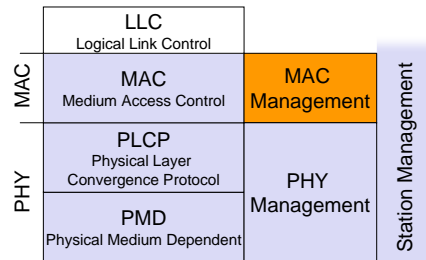 LLC
Logical Link Control
MAC
MAC
Medium Access Control
MAC
Management
PHY
PLCP
Physical Layer
Convergence Protocol
PMD
Physical Medium Dependent
PHY
Management
Station Management